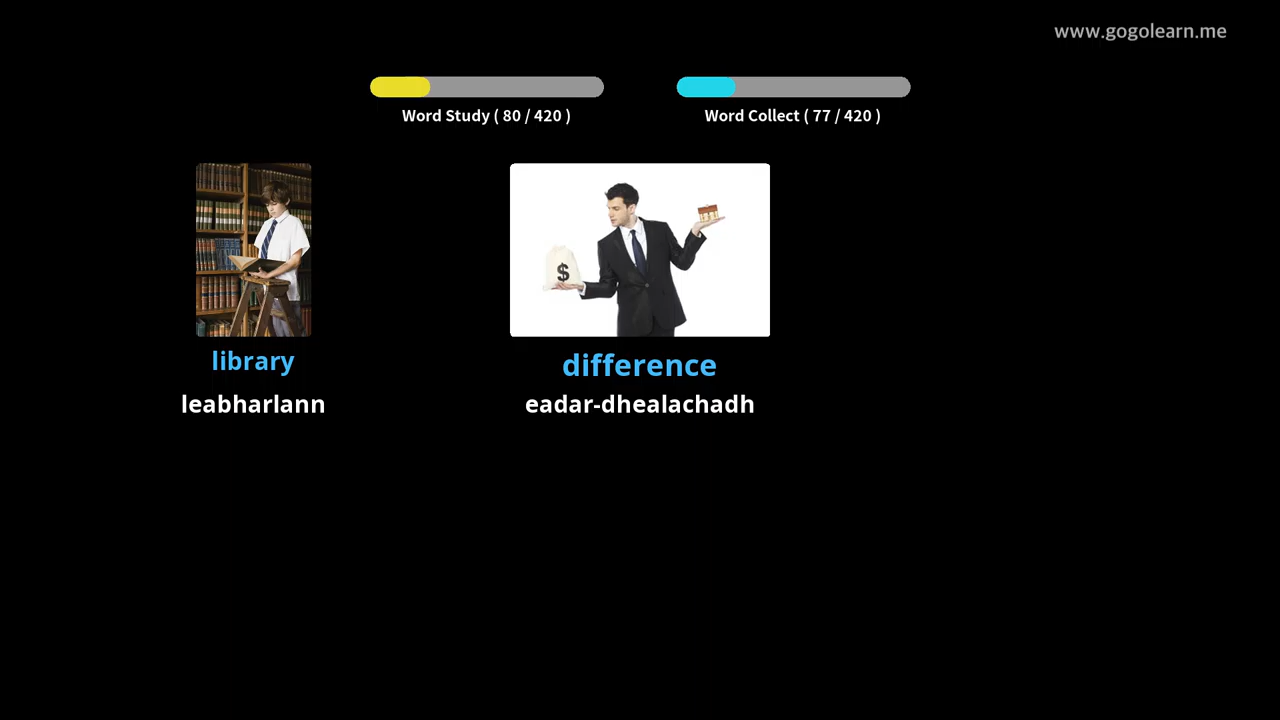 www.gogolearn.me
Word Study ( 80 / 420 )
Word Collect ( 77 / 420 )
$
library
difference
leabharlann
eadar-dhealachadh